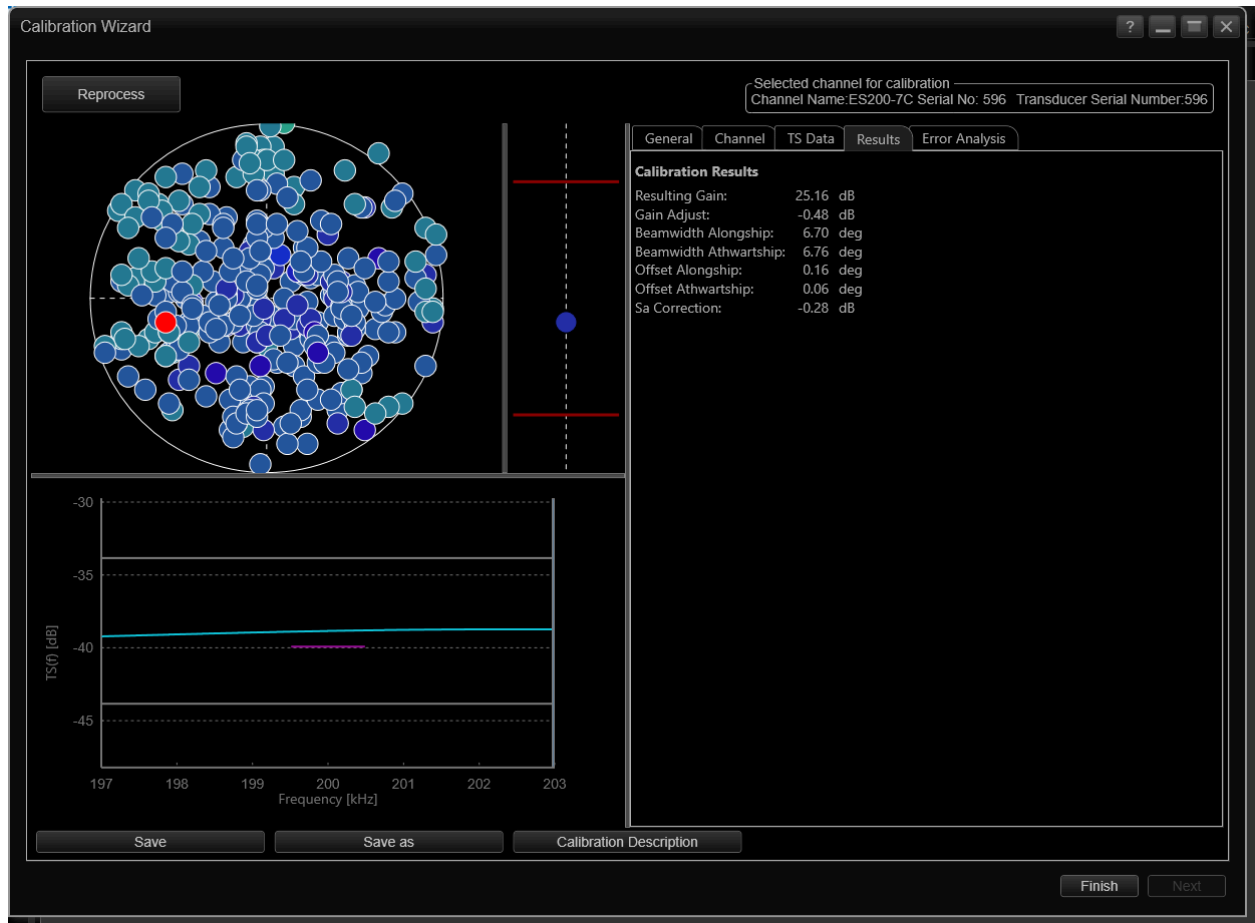 Calibration Wizard
?
Reprocess
Selected channel for calibration
Channel Name:ES200-7C Serial No: 596 Transducer Serial Number:596
General Channel TS Data Results Error Analysis
Calibration Results
Resulting Gain: 25.16 dB
Gain Adjust: -0.48 dB
Beamwidth Alongship: 6.70 deg
Beamwidth Athwartship: 6.76 deg
Offset Alongship: 0.16 deg
Offset Athwartship: 0.06 deg
Sa Correction: -0.28 dB
-30
-35
-40
-45
TS(f) [dB]
197 198 199 200 201 202 203
Frequency [kHz]
Save Save as Calibration Description
Finish Next